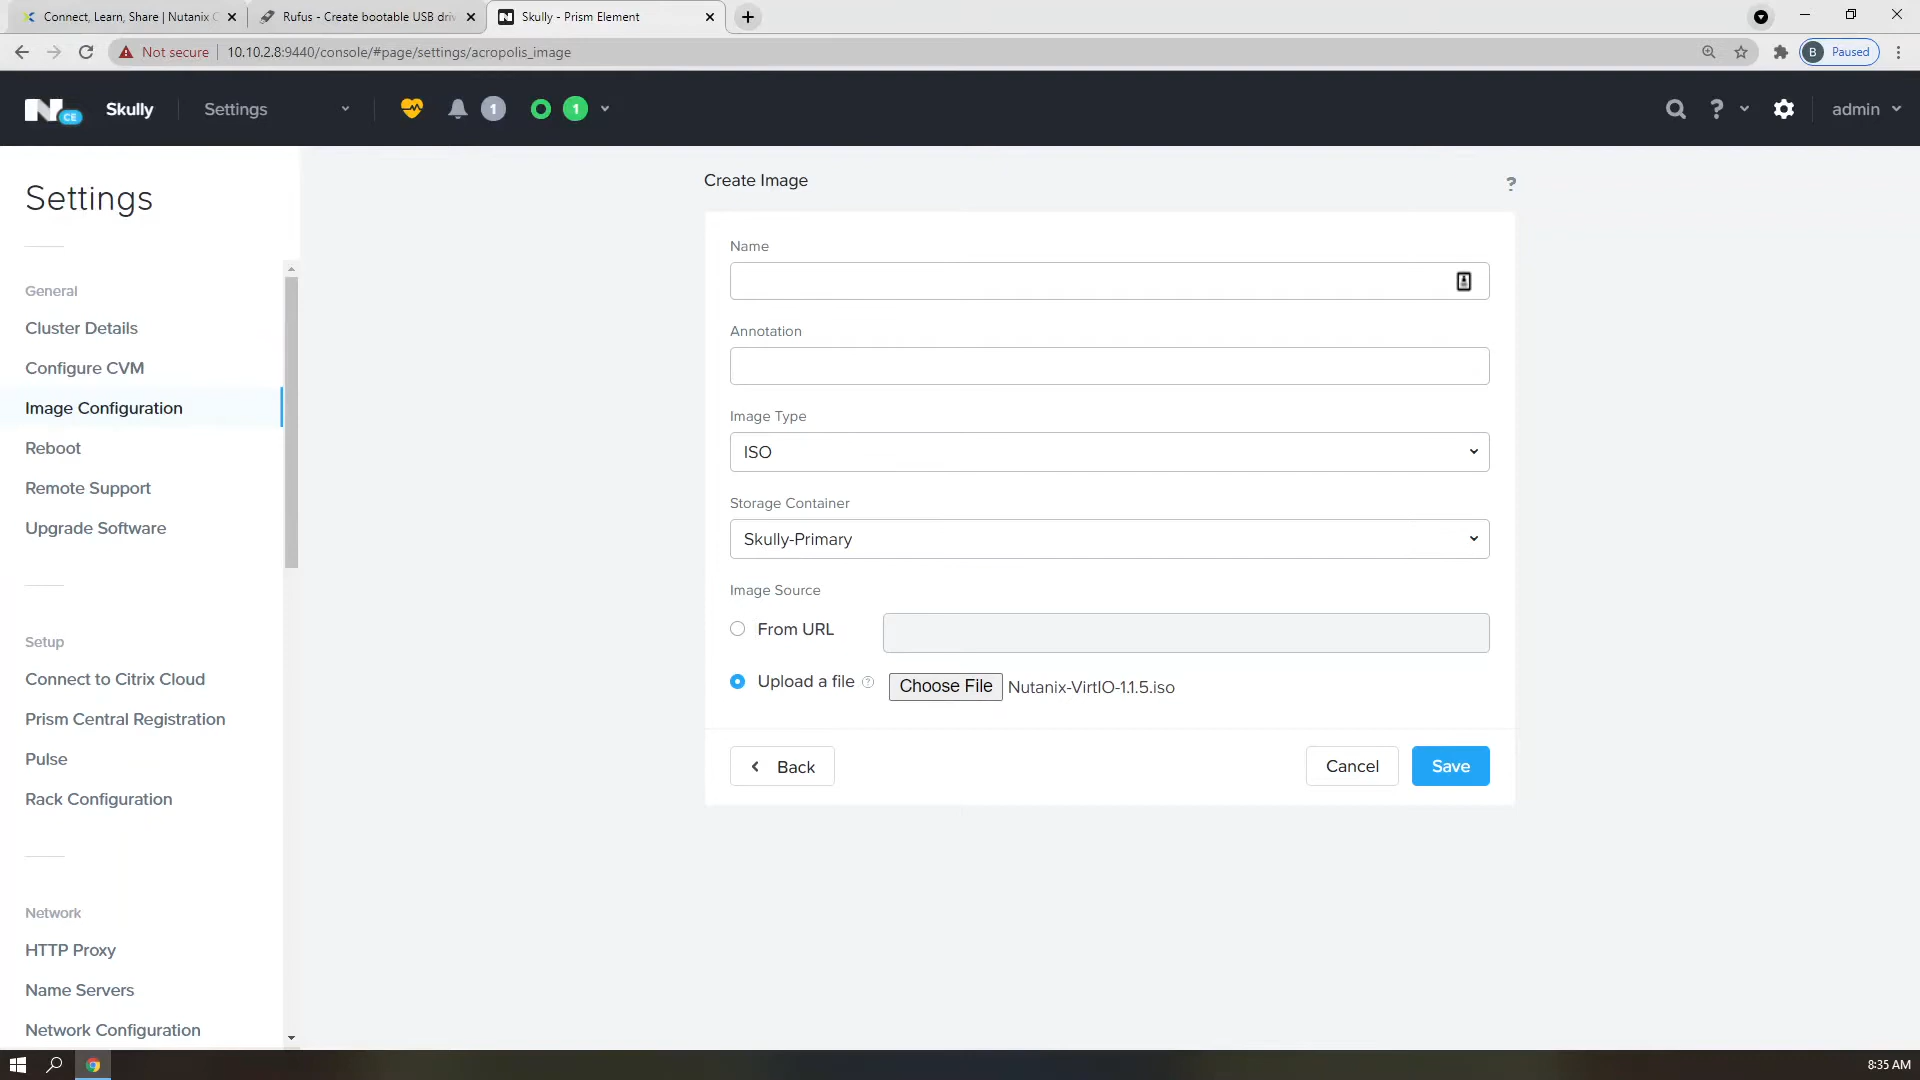 Connect, Learn, Share | Nutanix C
Rufus - Create bootable USB driv
Skully - Prism Element
Not secure
10.10.2.8:9440/console/#page/settings/acropolis_image
B Paused
N CE
Skully
Settings
1
1
?
admin
Settings
General
Cluster Details
Configure CVM
Image Configuration
Reboot
Remote Support
Upgrade Software
Setup
Connect to Citrix Cloud
Prism Central Registration
Pulse
Rack Configuration
Network
HTTP Proxy
Name Servers
Network Configuration
Create Image
?
Name
Annotation
Image Type
ISO
Storage Container
Skully-Primary
Image Source
From URL
Upload a file ? Choose File Nutanix-VirtIO-1.1.5.iso
Back
Cancel
Save
8:35 AM